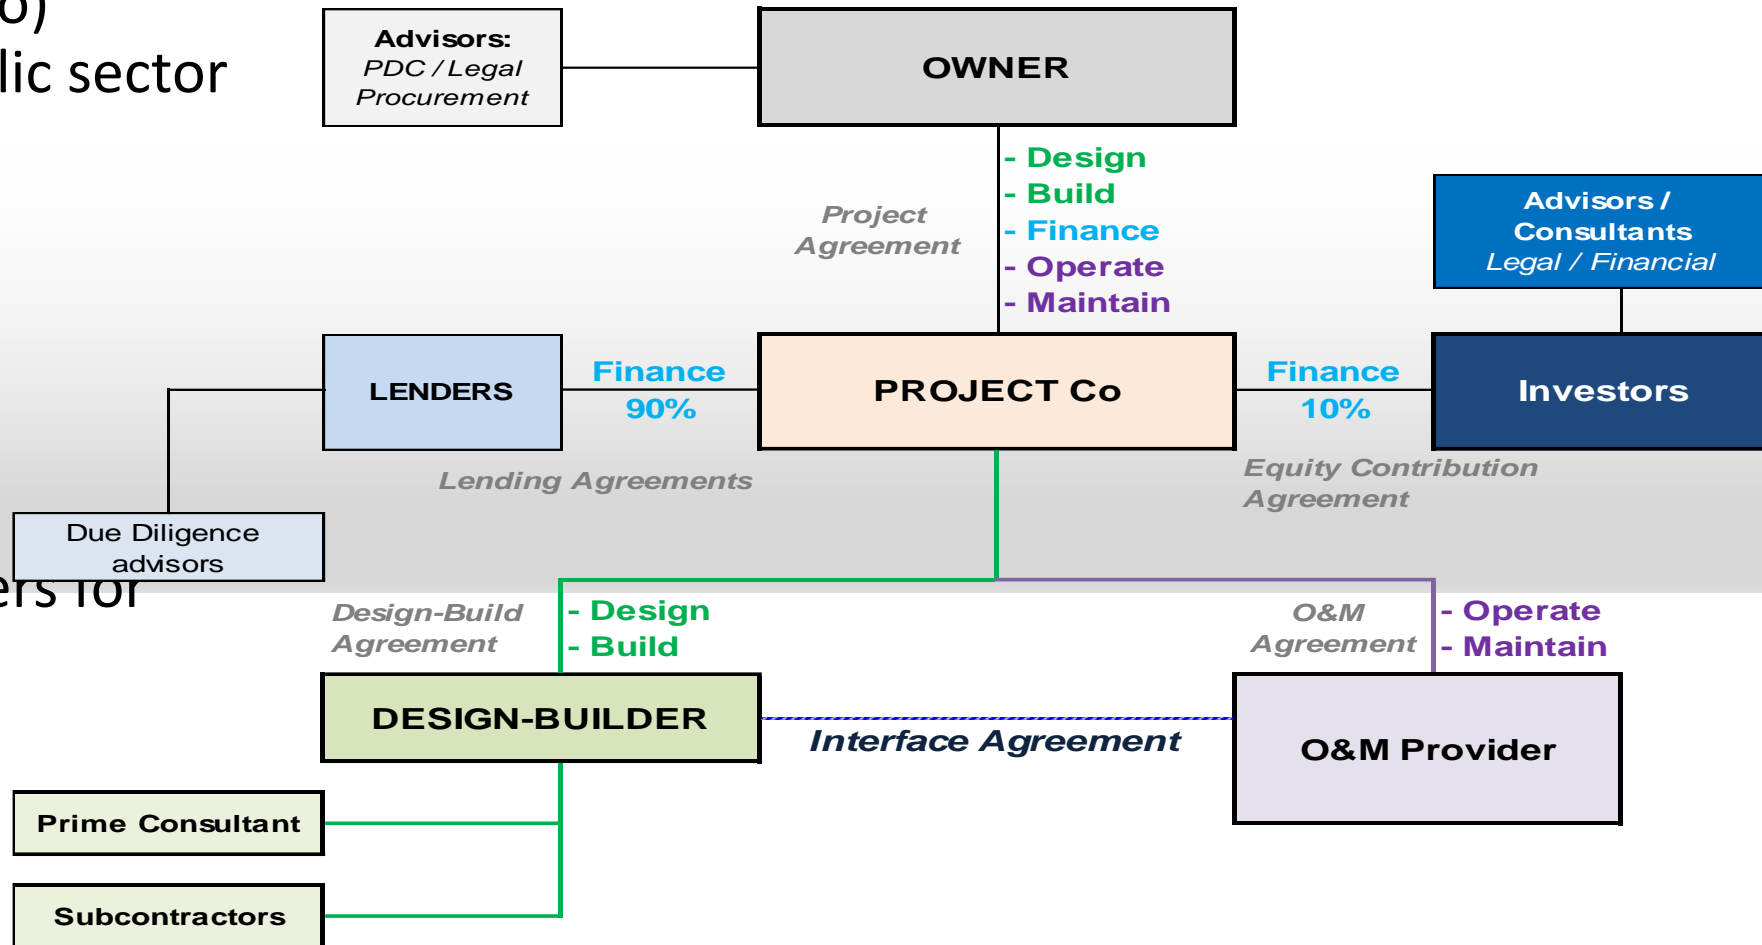 o)
lic sector
Advisors:
PDC / Legal
Procurement
OWNER
- Design
- Build
- Finance
- Operate
- Maintain
Project
Agreement
Advisors /
Consultants
Legal / Financial
LENDERS
Finance
90%
PROJECT Co
Finance
10%
Investors
Lending Agreements
Equity Contribution
Agreement
Due Diligence
advisors
ers for
Design-Build
Agreement
- Design
- Build
O&M
Agreement
- Operate
- Maintain
DESIGN-BUILDER
Interface Agreement
O&M Provider
Prime Consultant
Subcontractors